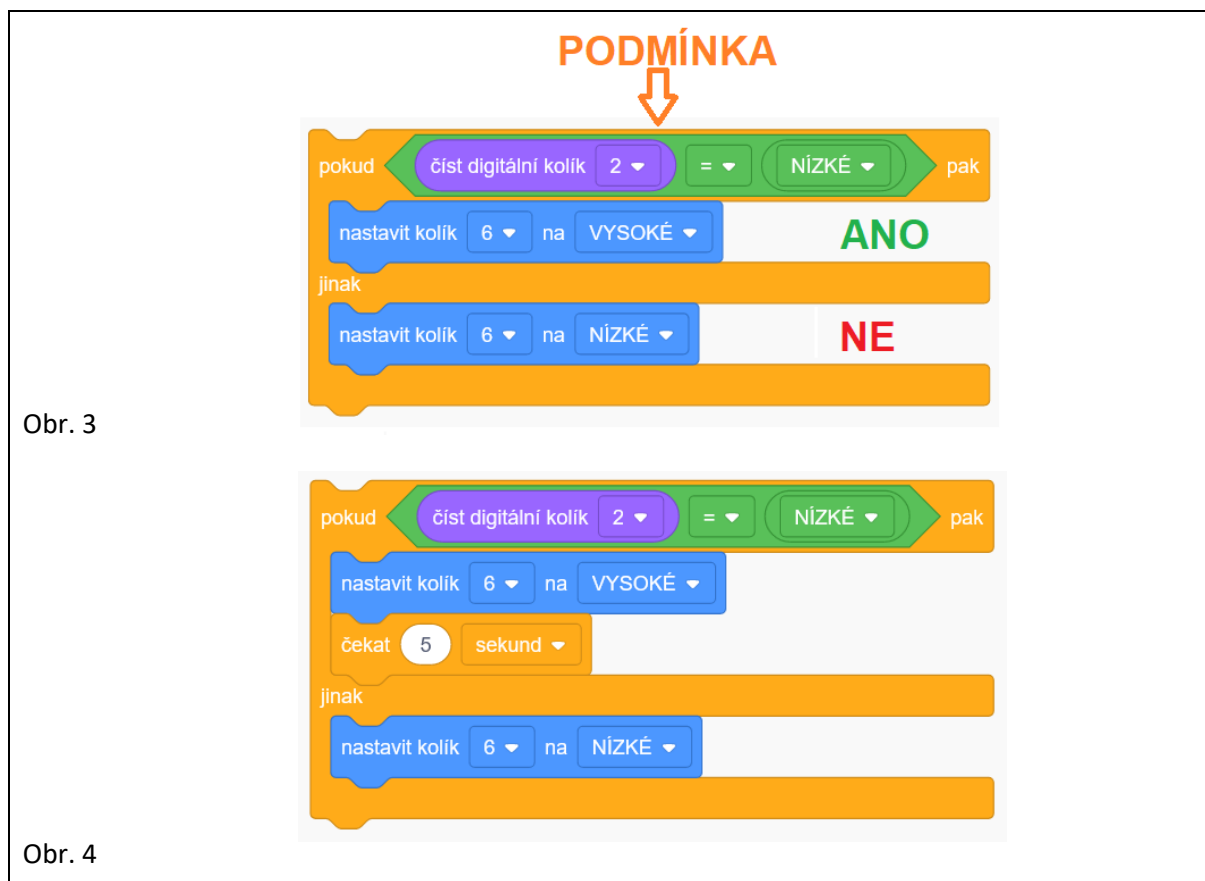 PODMÍNKA
pokud číst digitální kolík 2 = NÍZKÉ pak
nastavit kolík 6 na VYSOKÉ ANO
jinak
nastavit kolík 6 na NÍZKÉ NE
Obr. 3
pokud číst digitální kolík 2 = NÍZKÉ pak
nastavit kolík 6 na VYSOKÉ
čekat 5 sekund
jinak
nastavit kolík 6 na NÍZKÉ
Obr. 4